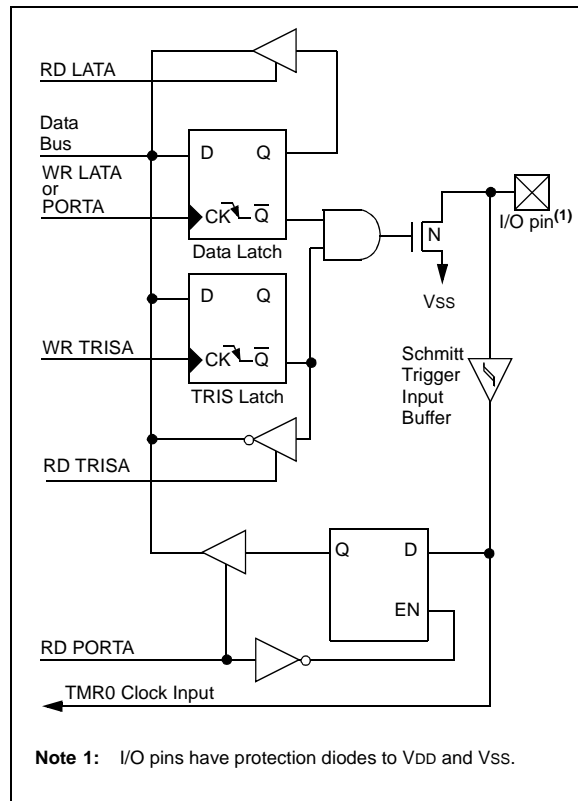 RD LATA
Data
Bus
D Q
WR LATA
or
PORTA
CK Q̅
Data Latch
N
I/O pin(1)
VSS
D Q
WR TRISA
CK Q̅
TRIS Latch
Schmitt
Trigger
Input
Buffer
RD TRISA
Q D
EN
RD PORTA
TMR0 Clock Input
Note 1: I/O pins have protection diodes to VDD and VSS.